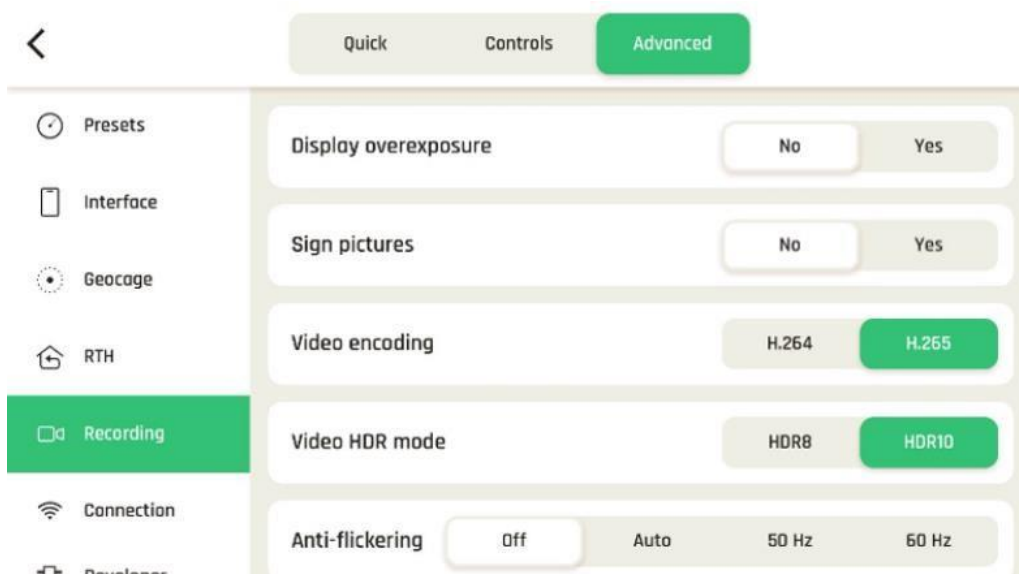 Quick Controls Advanced
Presets
Interface
Geocage
RTH
Recording
Connection
Display overexposure No Yes
Sign pictures No Yes
Video encoding H.264 H.265
Video HDR mode HDR8 HDR10
Anti-flickering Off Auto 50 Hz 60 Hz